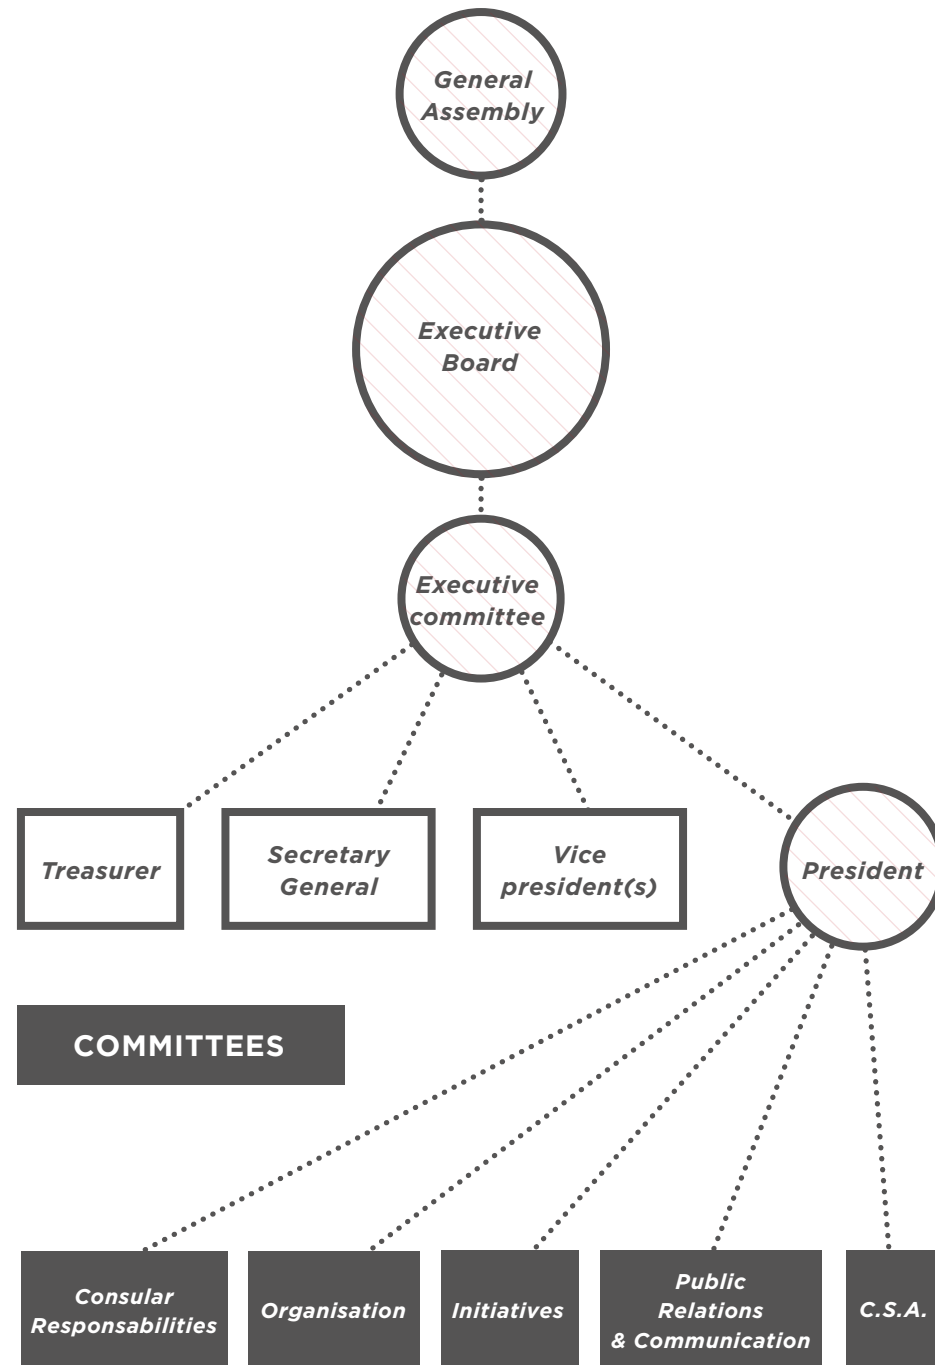 General
Assembly
Executive
Board
Executive
committee
Treasurer
Secretary
General
Vice
president(s)
President
COMMITTEES
Consular
Responsabilities
Organisation
Initiatives
Public
Relations
& Communication
C.S.A.